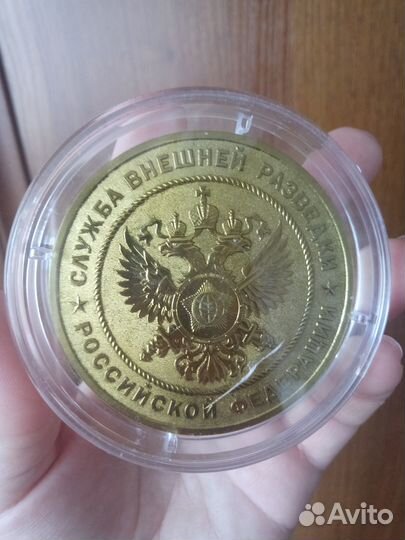 ★ СЛУЖБА ВНЕШНЕЙ РАЗВЕДКИ ★
РОССИЙСКОЙ ФЕДЕРАЦИИ
Avito